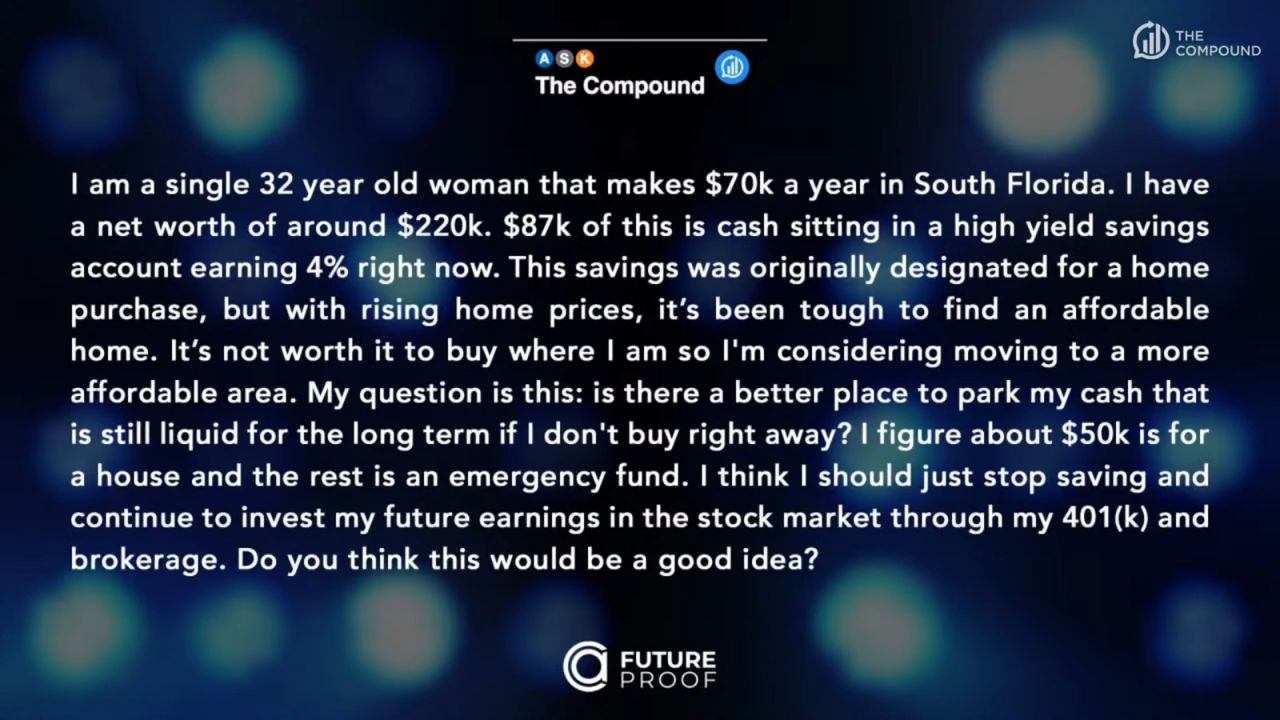 A S K
The Compound
THE
COMPOUND
I am a single 32 year old woman that makes $70k a year in South Florida. I have
a net worth of around $220k. $87k of this is cash sitting in a high yield savings
account earning 4% right now. This savings was originally designated for a home
purchase, but with rising home prices, it’s been tough to find an affordable
home. It’s not worth it to buy where I am so I'm considering moving to a more
affordable area. My question is this: is there a better place to park my cash that
is still liquid for the long term if I don't buy right away? I figure about $50k is for
a house and the rest is an emergency fund. I think I should just stop saving and
continue to invest my future earnings in the stock market through my 401(k) and
brokerage. Do you think this would be a good idea?
FUTURE
PROOF